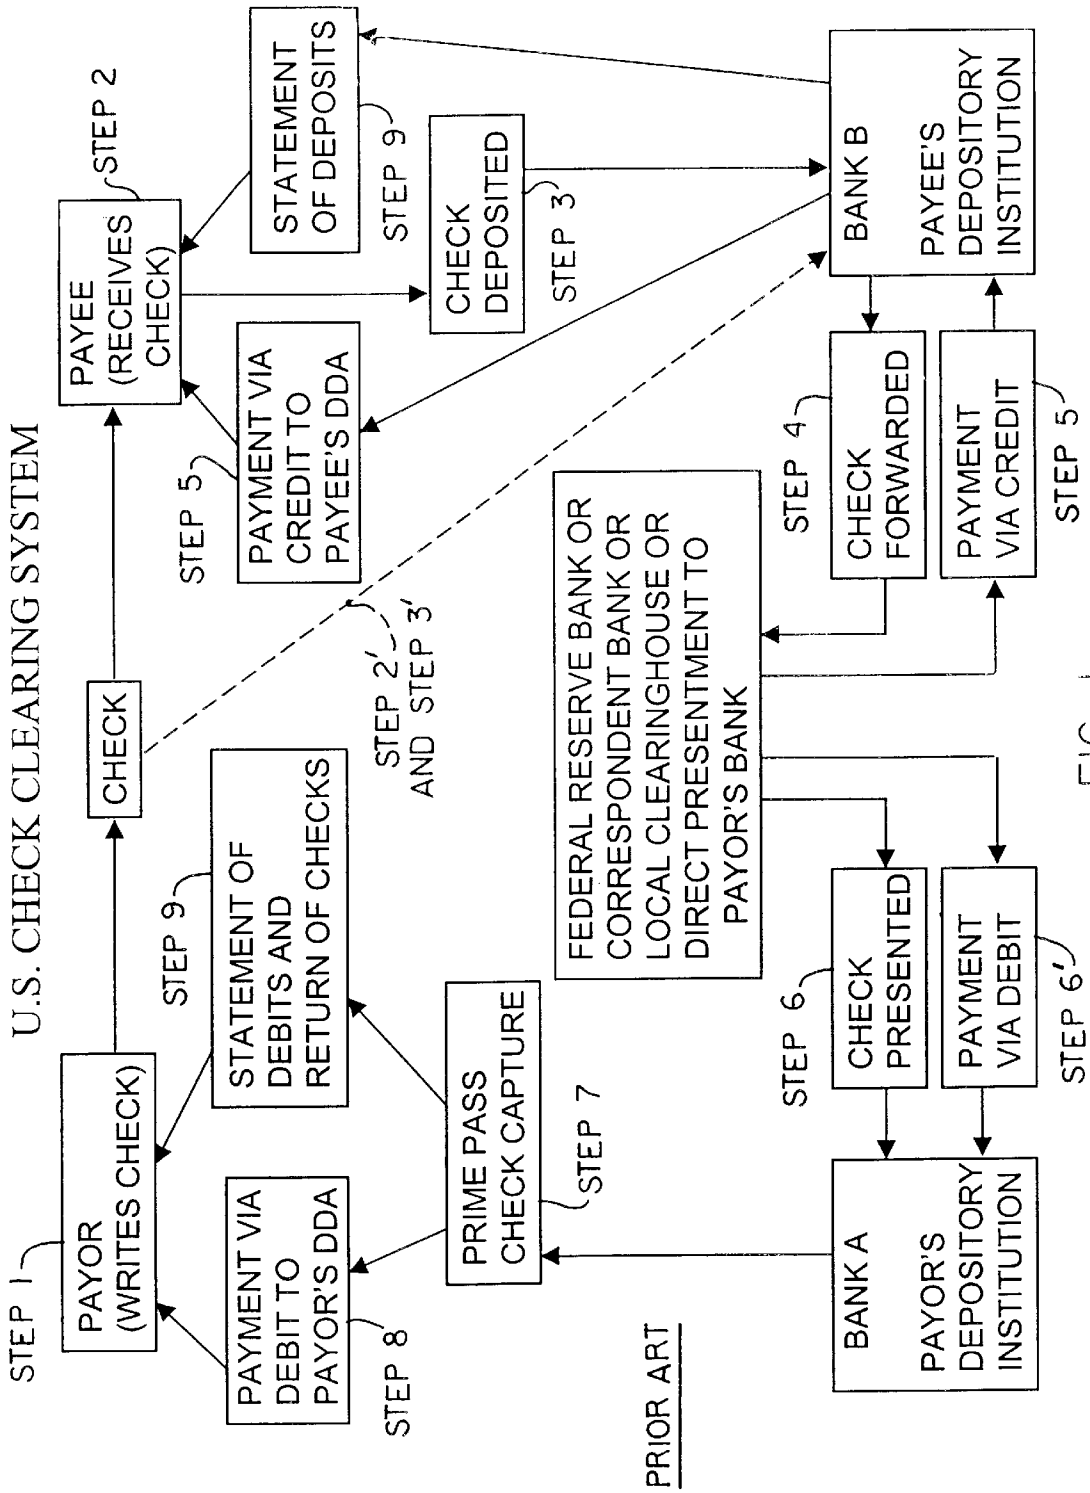 U.S. CHECK CLEARING SYSTEM
STEP 1
PAYOR
(WRITES CHECK)
CHECK
PAYEE
(RECEIVES
CHECK)
STEP 2
STEP 9
STATEMENT OF
DEBITS AND
RETURN OF CHECKS
PAYMENT VIA
DEBIT TO
PAYOR'S DDA
STEP 8
STEP 5
PAYMENT VIA
CREDIT TO
PAYEE'S DDA
STATEMENT
OF DEPOSITS
STEP 9
STEP 2'
AND STEP 3'
PRIME PASS
CHECK CAPTURE
STEP 7
CHECK
DEPOSITED
STEP 3
PRIOR ART
FEDERAL RESERVE BANK OR
CORRESPONDENT BANK OR
LOCAL CLEARINGHOUSE OR
DIRECT PRESENTMENT TO
PAYOR'S BANK
BANK A
PAYOR'S
DEPOSITORY
INSTITUTION
STEP 6
CHECK
PRESENTED
PAYMENT
VIA DEBIT
STEP 6'
STEP 4
CHECK
FORWARDED
PAYMENT
VIA CREDIT
STEP 5
BANK B
PAYEE'S
DEPOSITORY
INSTITUTION